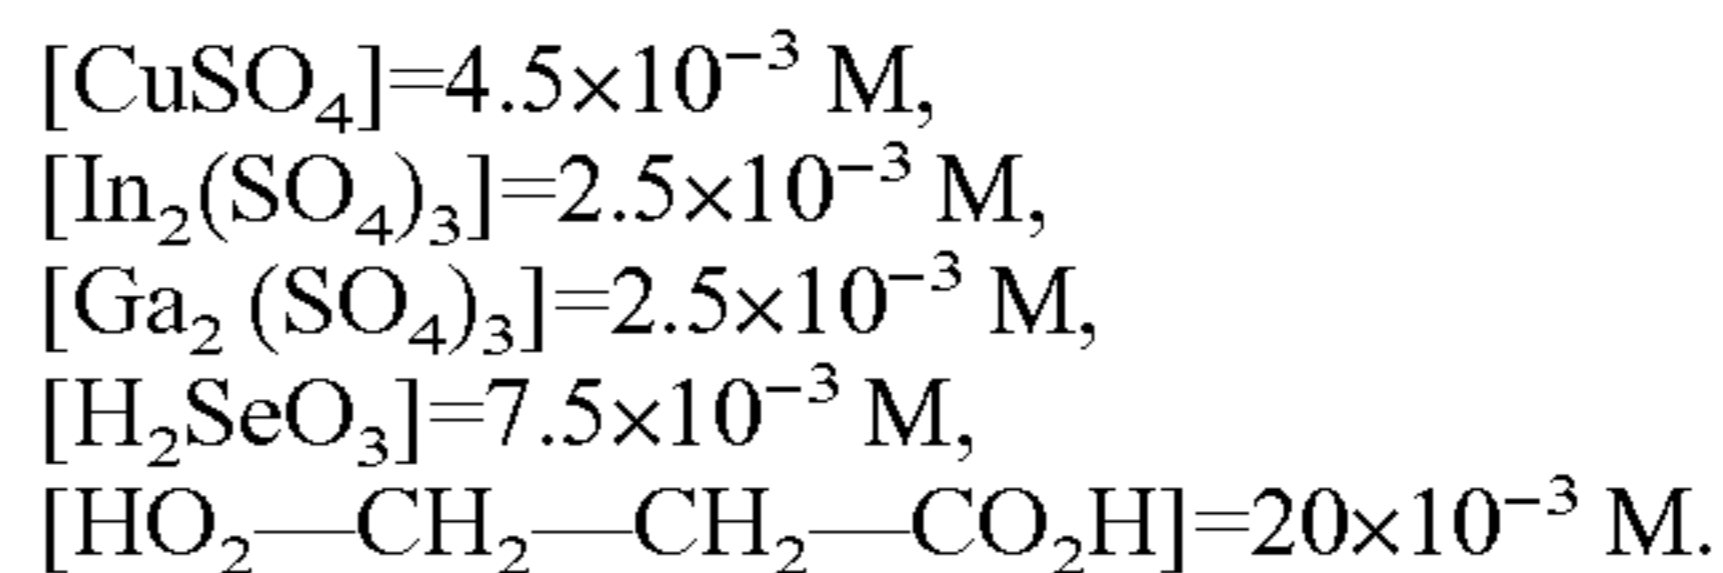 [CuSO₄]=4.5×10⁻³ M,
[In₂(SO₄)₃]=2.5×10⁻³ M,
[Ga₂ (SO₄)₃]=2.5×10⁻³ M,
[H₂SeO₃]=7.5×10⁻³ M,
[HO₂—CH₂—CH₂—CO₂H]=20×10⁻³ M.